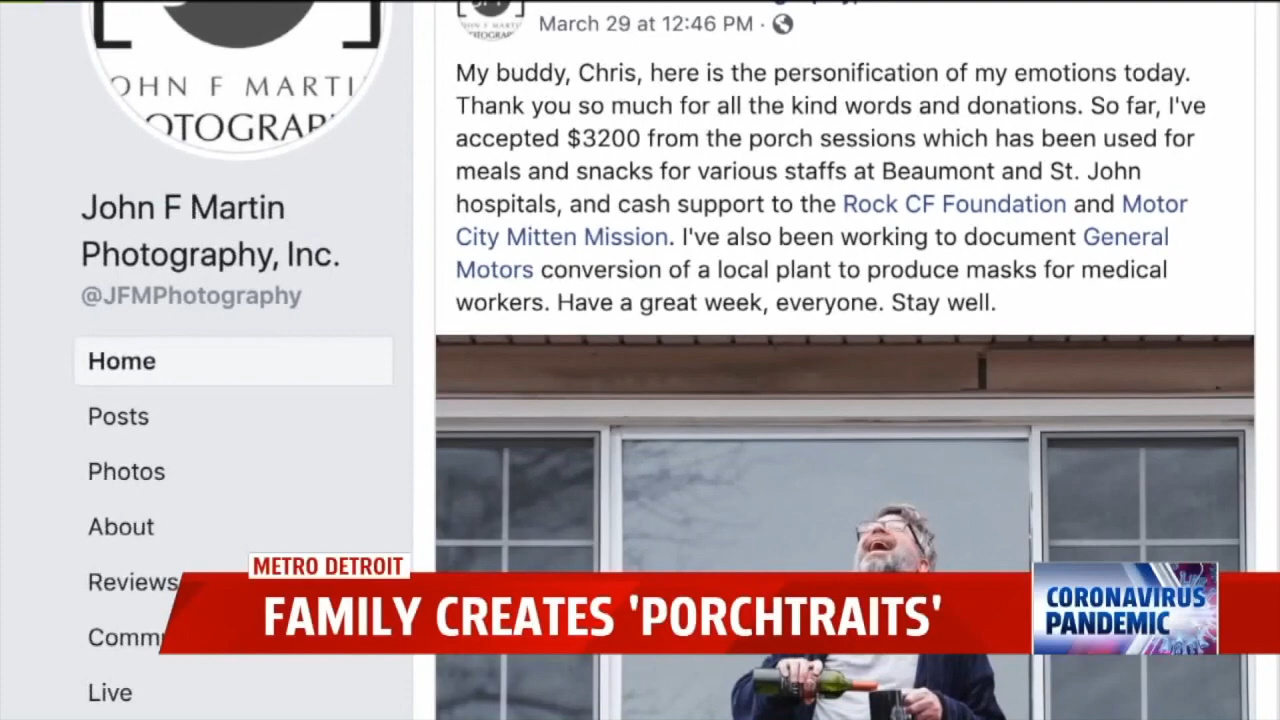 OHN F MARTI
OTOGRAP
John F Martin
Photography, Inc.
@JFMPhotography
Home
Posts
Photos
About
Reviews
Comm
Live
March 29 at 12:46 PM ·
My buddy, Chris, here is the personification of my emotions today.
Thank you so much for all the kind words and donations. So far, I've
accepted $3200 from the porch sessions which has been used for
meals and snacks for various staffs at Beaumont and St. John
hospitals, and cash support to the Rock CF Foundation and Motor
City Mitten Mission. I've also been working to document General
Motors conversion of a local plant to produce masks for medical
workers. Have a great week, everyone. Stay well.
METRO DETROIT
FAMILY CREATES 'PORCHTRAITS'
CORONAVIRUS
PANDEMIC